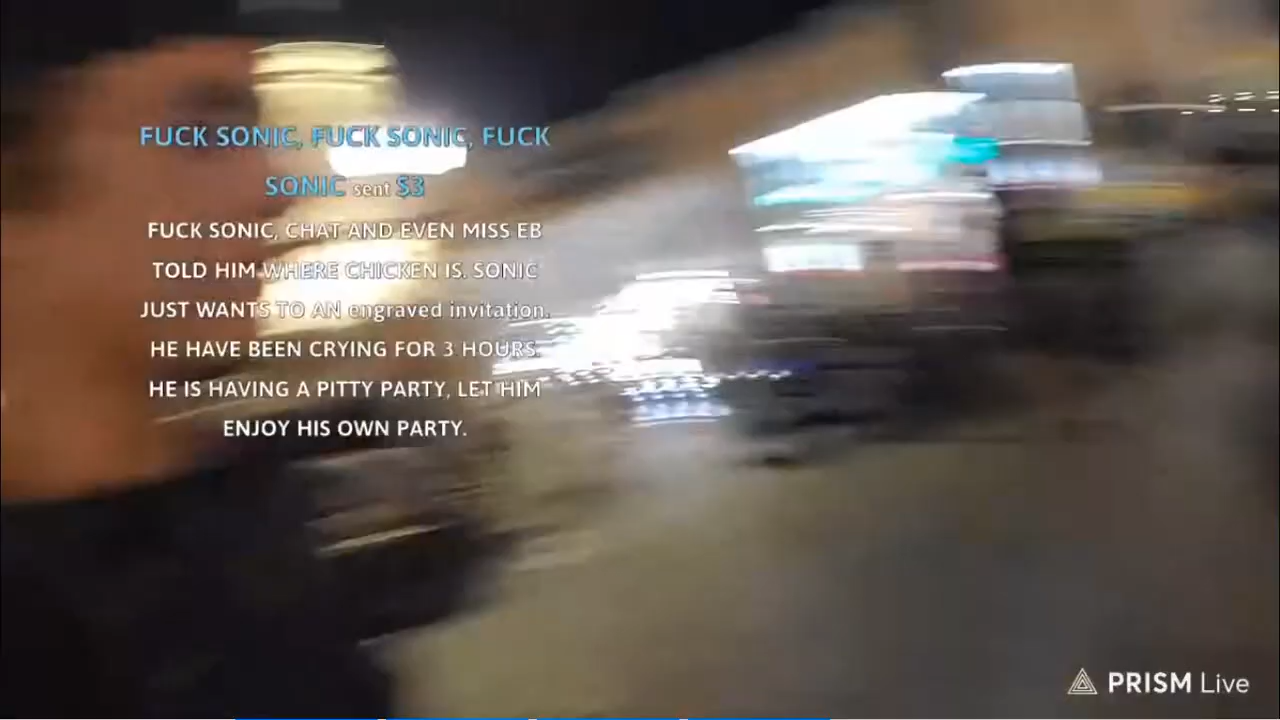 FUCK SONIC, FUCK SONIC, FUCK
SONIC sent $3
FUCK SONIC, CHAT AND EVEN MISS EB
TOLD HIM WHERE CHICKEN IS. SONIC
JUST WANTS TO AN engraved invitation.
HE HAVE BEEN CRYING FOR 3 HOURS.
HE IS HAVING A PITTY PARTY, LET HIM
ENJOY HIS OWN PARTY.
PRISM Live